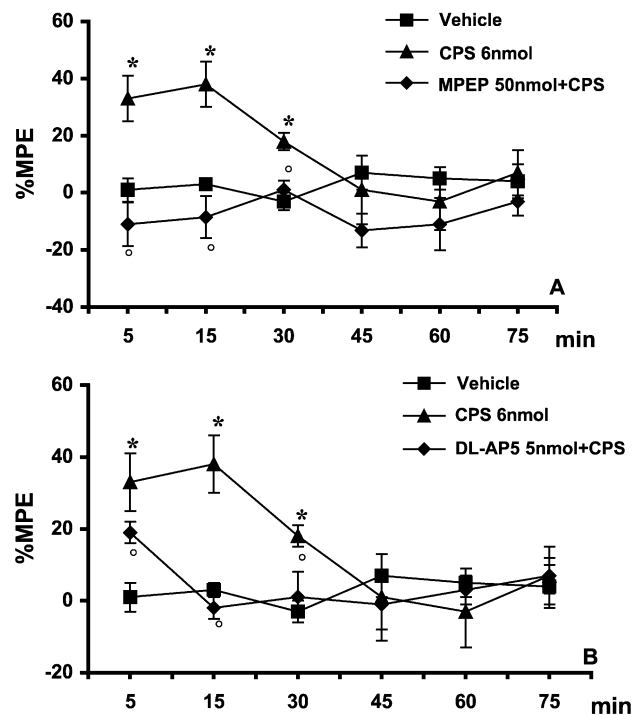 60
Vehicle
CPS 6nmol
MPEP 50nmol+CPS
40
20
0
-20
-40
%MPE
* * *
° ° °
A
5 15 30 45 60 75 min
60
Vehicle
CPS 6nmol
DL-AP5 5nmol+CPS
40
20
0
-20
%MPE
* * *
° ° °
B
5 15 30 45 60 75 min